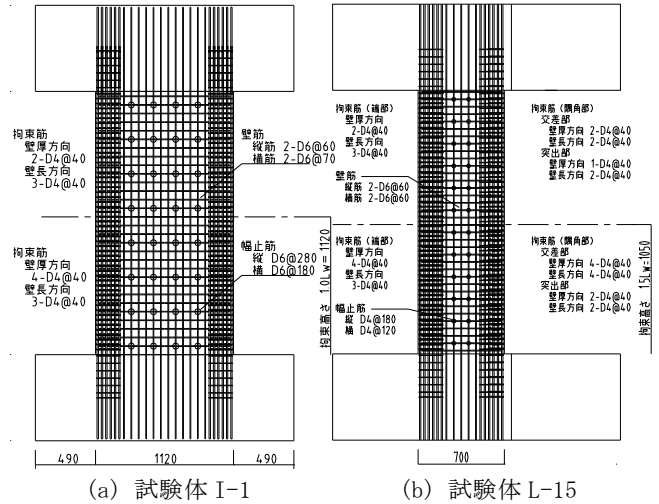 拘束筋
壁厚方向
2-D4@40
壁長方向
3-D4@40
拘束筋
壁厚方向
4-D4@40
壁長方向
3-D4@40
壁筋
縦筋 2-D6@60
横筋 2-D6@70
幅止筋
縦 D6@280
横 D6@180
拘束高さ 1.0Lw=1120
490
1120
490
(a) 試験体 I-1
拘束筋(端部)
壁厚方向
2-D4@40
壁長方向
3-D4@40
壁筋
縦筋 2-D6@60
横筋 2-D6@60
拘束筋(端部)
壁厚方向
4-D4@40
壁長方向
3-D4@40
幅止筋
縦 D4@180
横 D4@120
拘束筋(隅角部)
交差部
壁厚方向 2-D4@40
壁長方向 2-D4@40
突出部
壁厚方向 1-D4@40
壁長方向 2-D4@40
拘束筋(隅角部)
交差部
壁厚方向 4-D4@40
壁長方向 4-D4@40
突出部
壁厚方向 2-D4@40
壁長方向 2-D4@40
拘束高さ 1.5Lw=1050
700
(b) 試験体 L-15